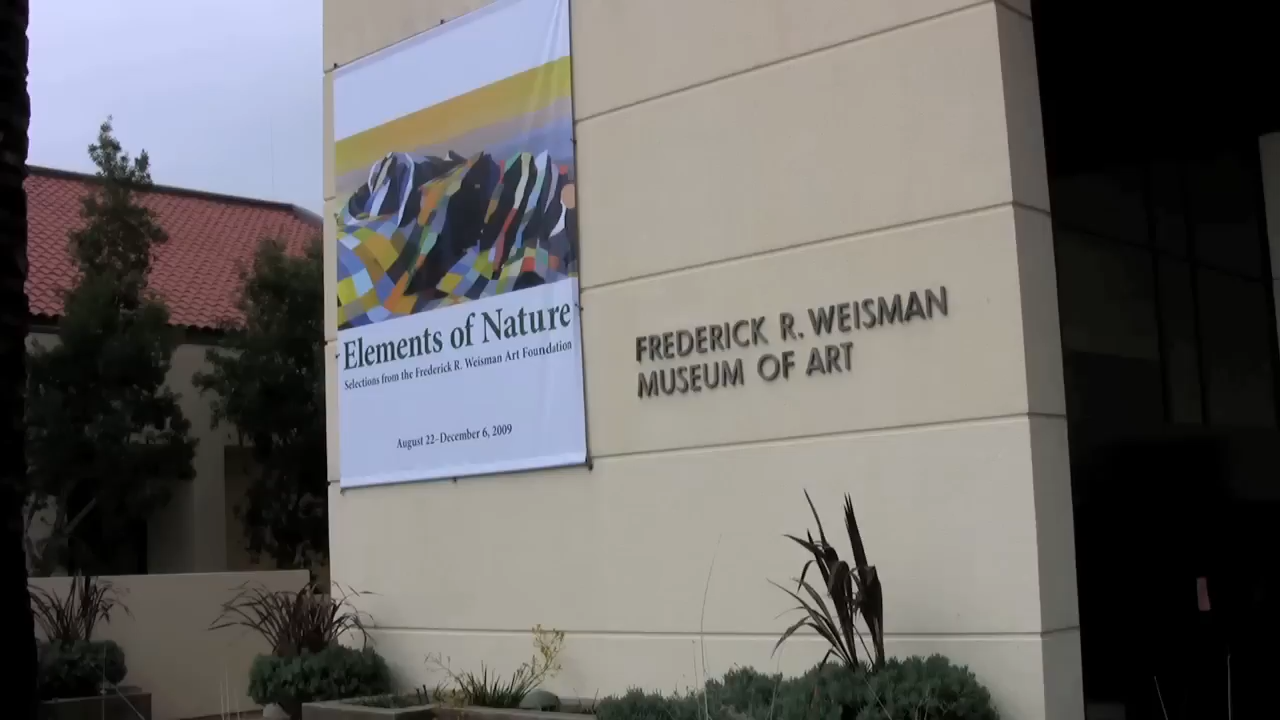 Elements of Nature
Selections from the Frederick R. Weisman Art Foundation
August 22–December 6, 2009
FREDERICK R. WEISMAN
MUSEUM OF ART